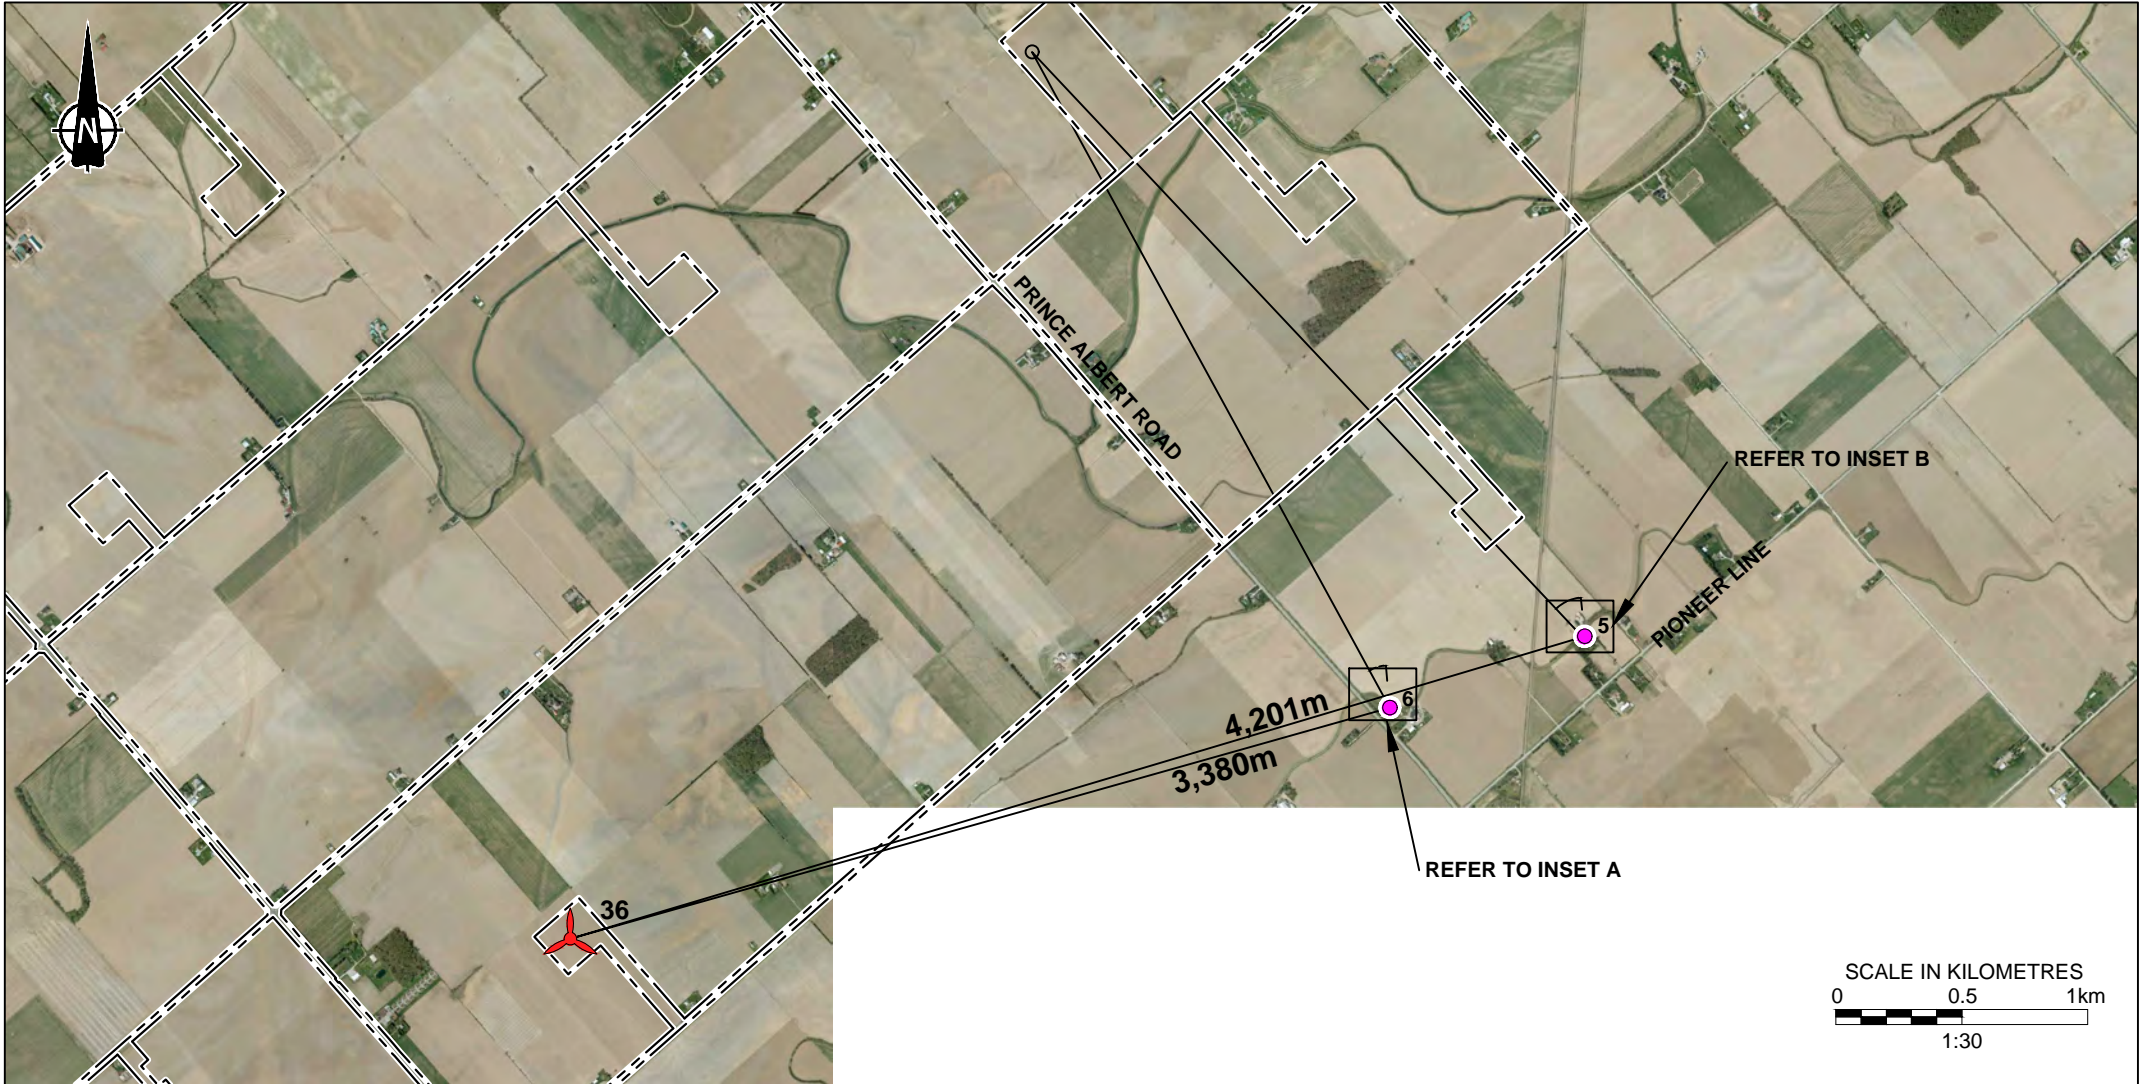 N
PRINCE ALBERT ROAD
REFER TO INSET B
PIONEER LINE
5
6
4,201m
3,380m
REFER TO INSET A
36
SCALE IN KILOMETRES
0 0.5 1km
1:30